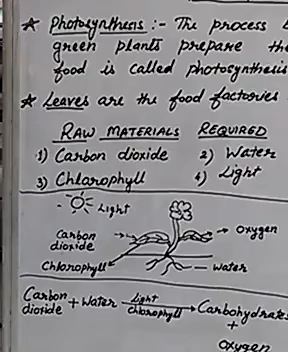 ★ Photosynthesis :- The process
green plants prepare
food is called photosynthesis
★ Leaves are the food factories
RAW MATERIALS REQUIRED
1) Carbon dioxide 2) Water
3) Chlorophyll 4) Light
- Light
Carbon dioxide
Oxygen
Chlorophyll
Water
Carbon dioxide + Water Light Chlorophyll → Carbohydrates
+
Oxygen